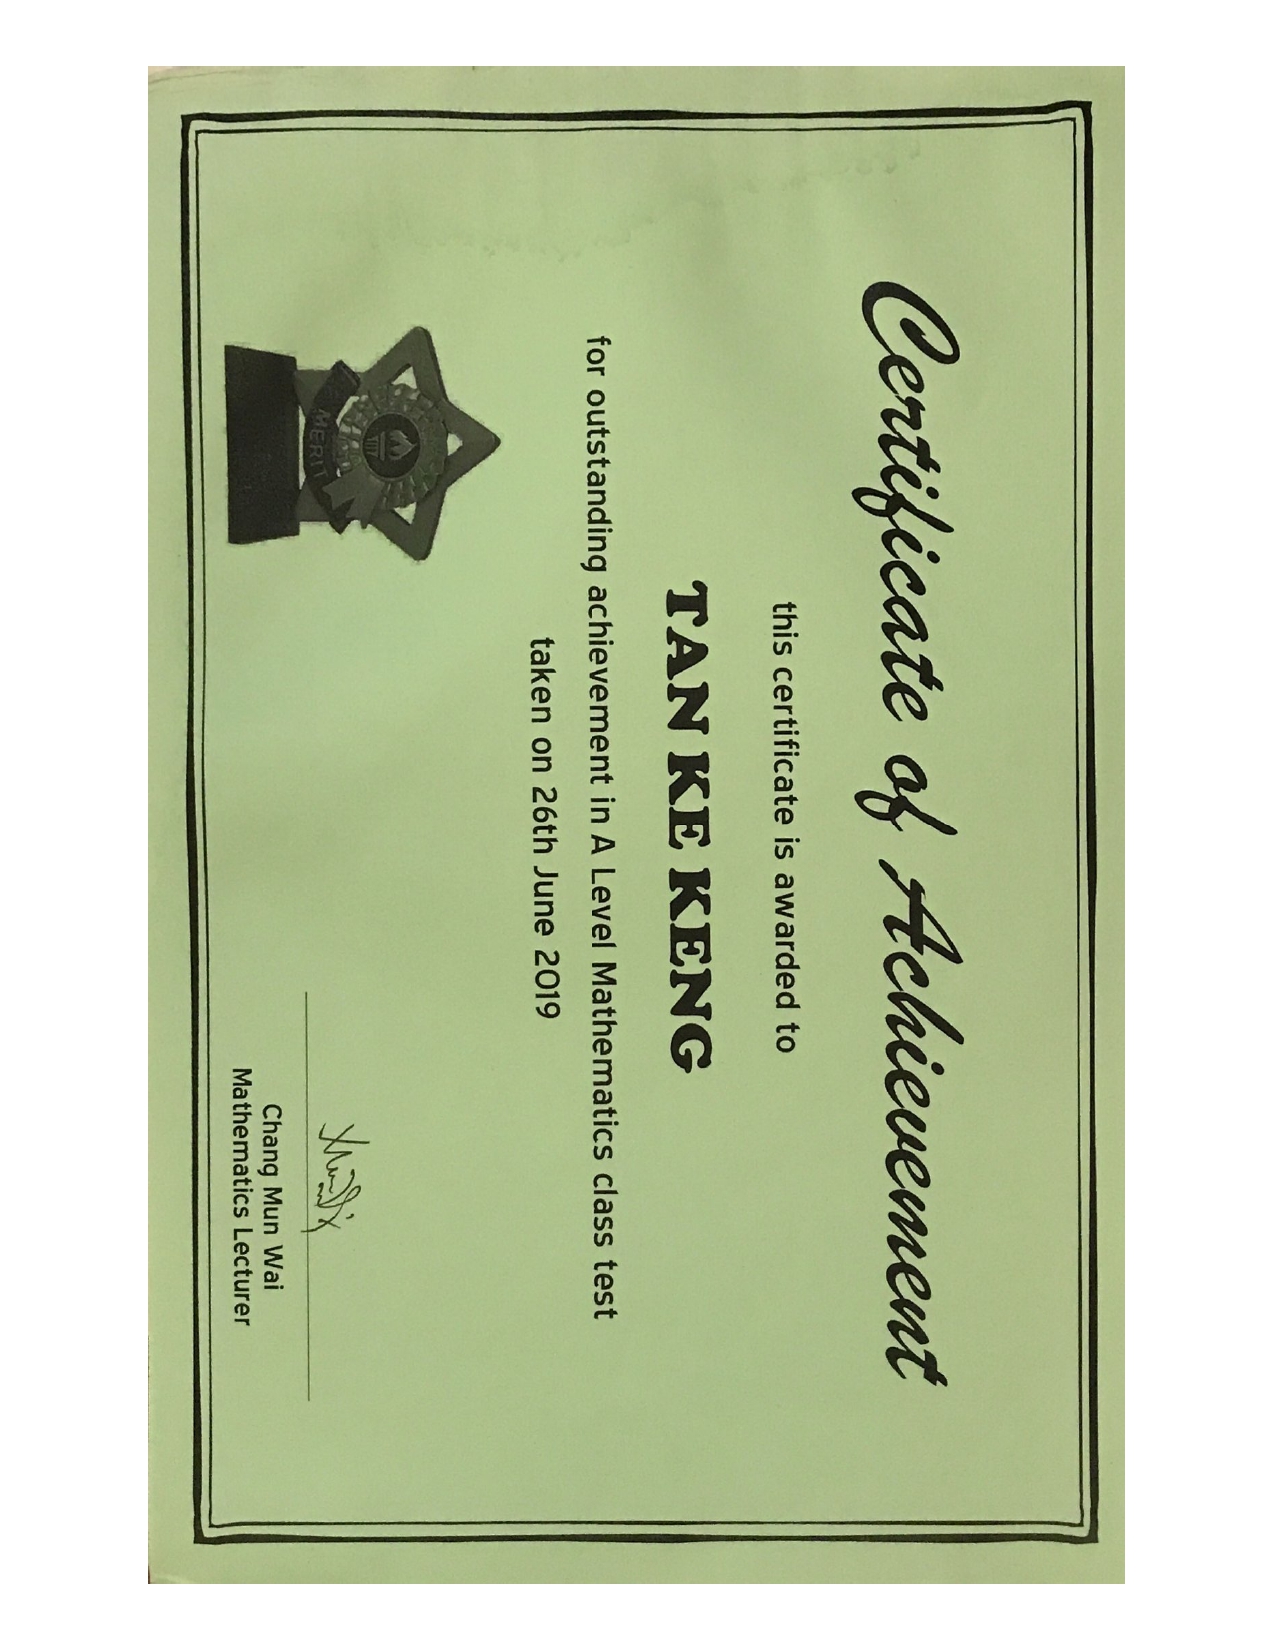 Certificate of Achievement
this certificate is awarded to
TAN KE KENG
for outstanding achievement in A Level Mathematics class test
taken on 26th June 2019
MERIT
Chang Mun Wai
Mathematics Lecturer